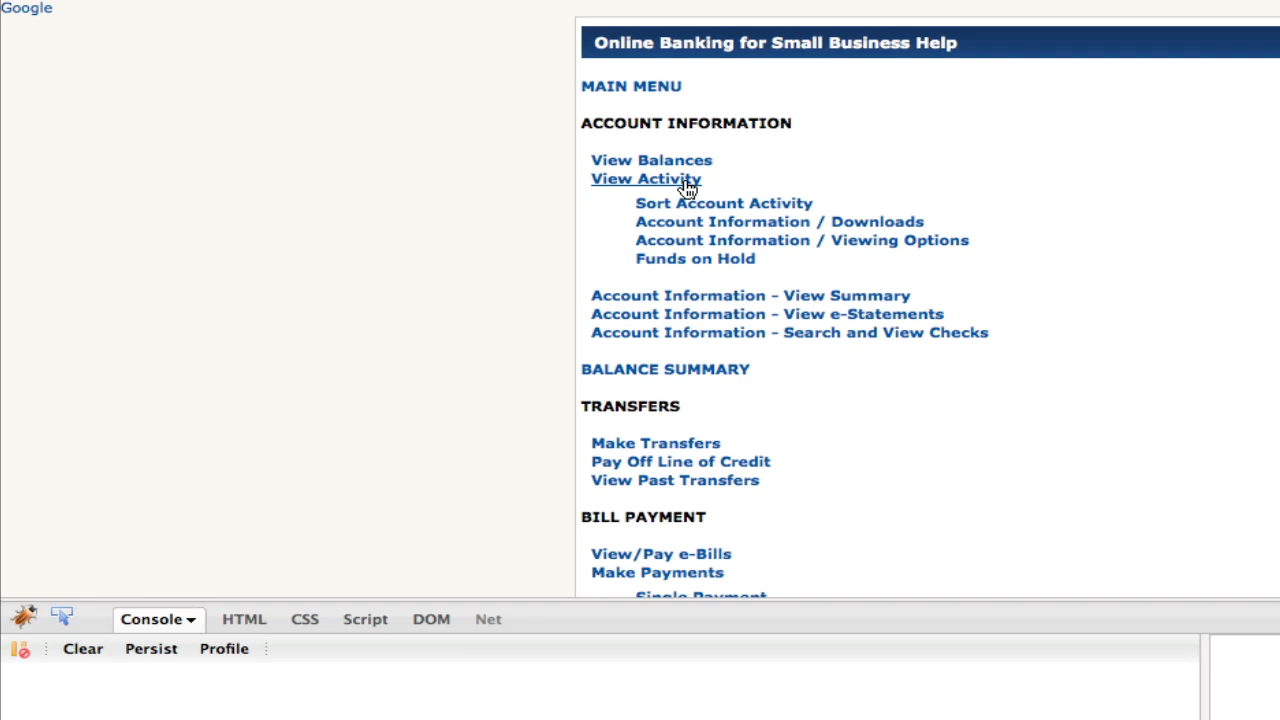 Google
Online Banking for Small Business Help
MAIN MENU
ACCOUNT INFORMATION
View Balances
View Activity
Sort Account Activity
Account Information / Downloads
Account Information / Viewing Options
Funds on Hold
Account Information - View Summary
Account Information - View e-Statements
Account Information - Search and View Checks
BALANCE SUMMARY
TRANSFERS
Make Transfers
Pay Off Line of Credit
View Past Transfers
BILL PAYMENT
View/Pay e-Bills
Make Payments
Single Payment
Console HTML CSS Script DOM Net
Clear Persist Profile